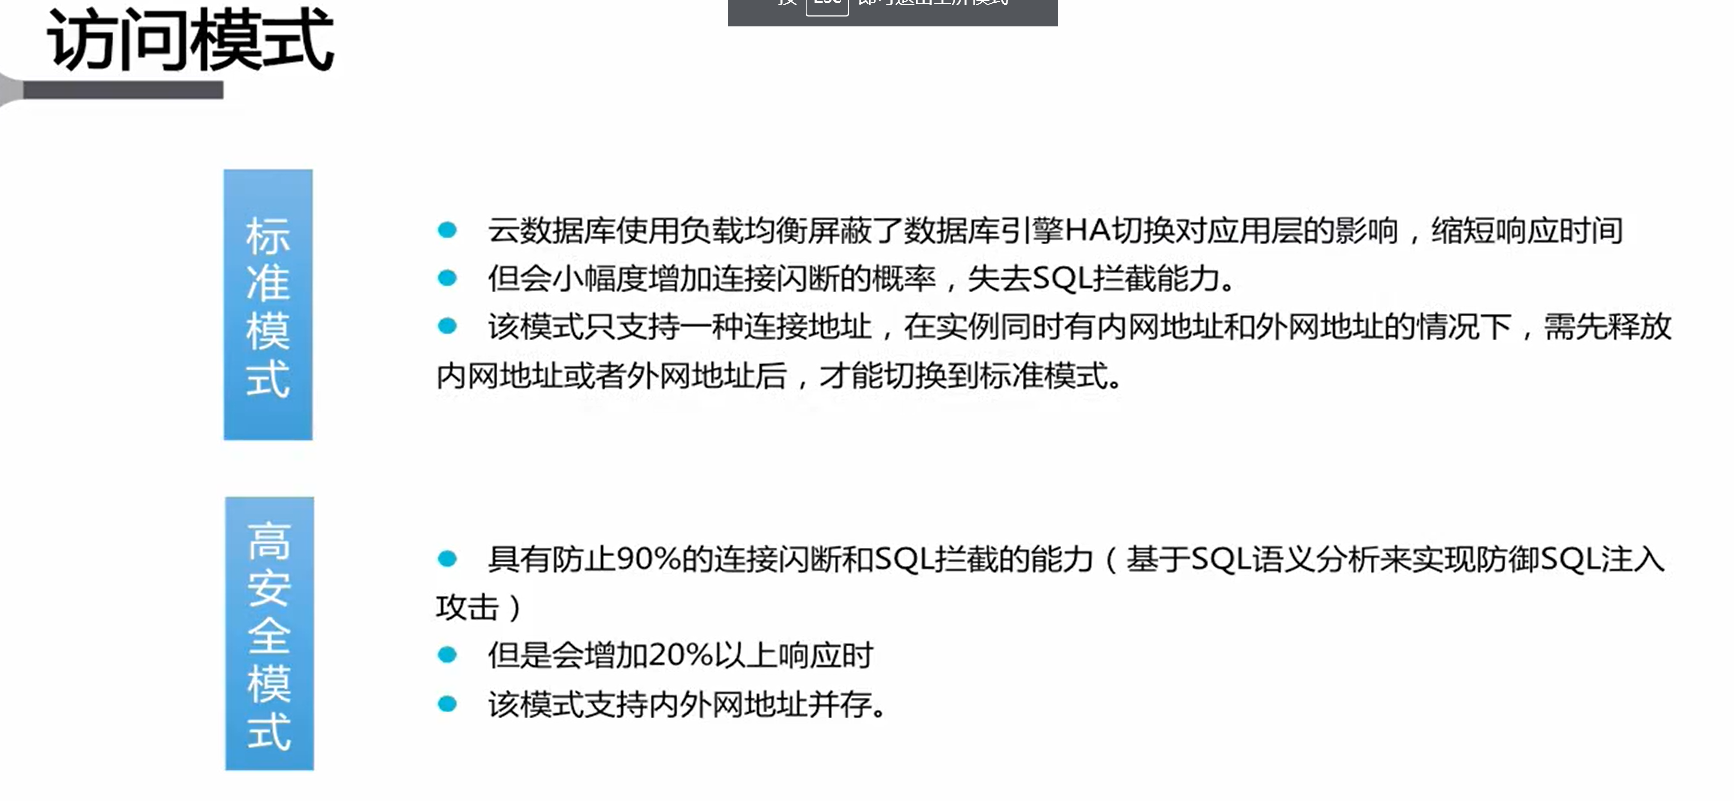 按 Esc 即可退出全屏模式
访问模式
标准模式
云数据库使用负载均衡屏蔽了数据库引擎HA切换对应用层的影响，缩短响应时间
但会小幅度增加连接闪断的概率，失去SQL拦截能力。
该模式只支持一种连接地址，在实例同时有内网地址和外网地址的情况下，需先释放
内网地址或者外网地址后，才能切换到标准模式。
高安全模式
具有防止90%的连接闪断和SQL拦截的能力（基于SQL语义分析来实现防御SQL注入
攻击）
但是会增加20%以上响应时
该模式支持内外网地址并存。